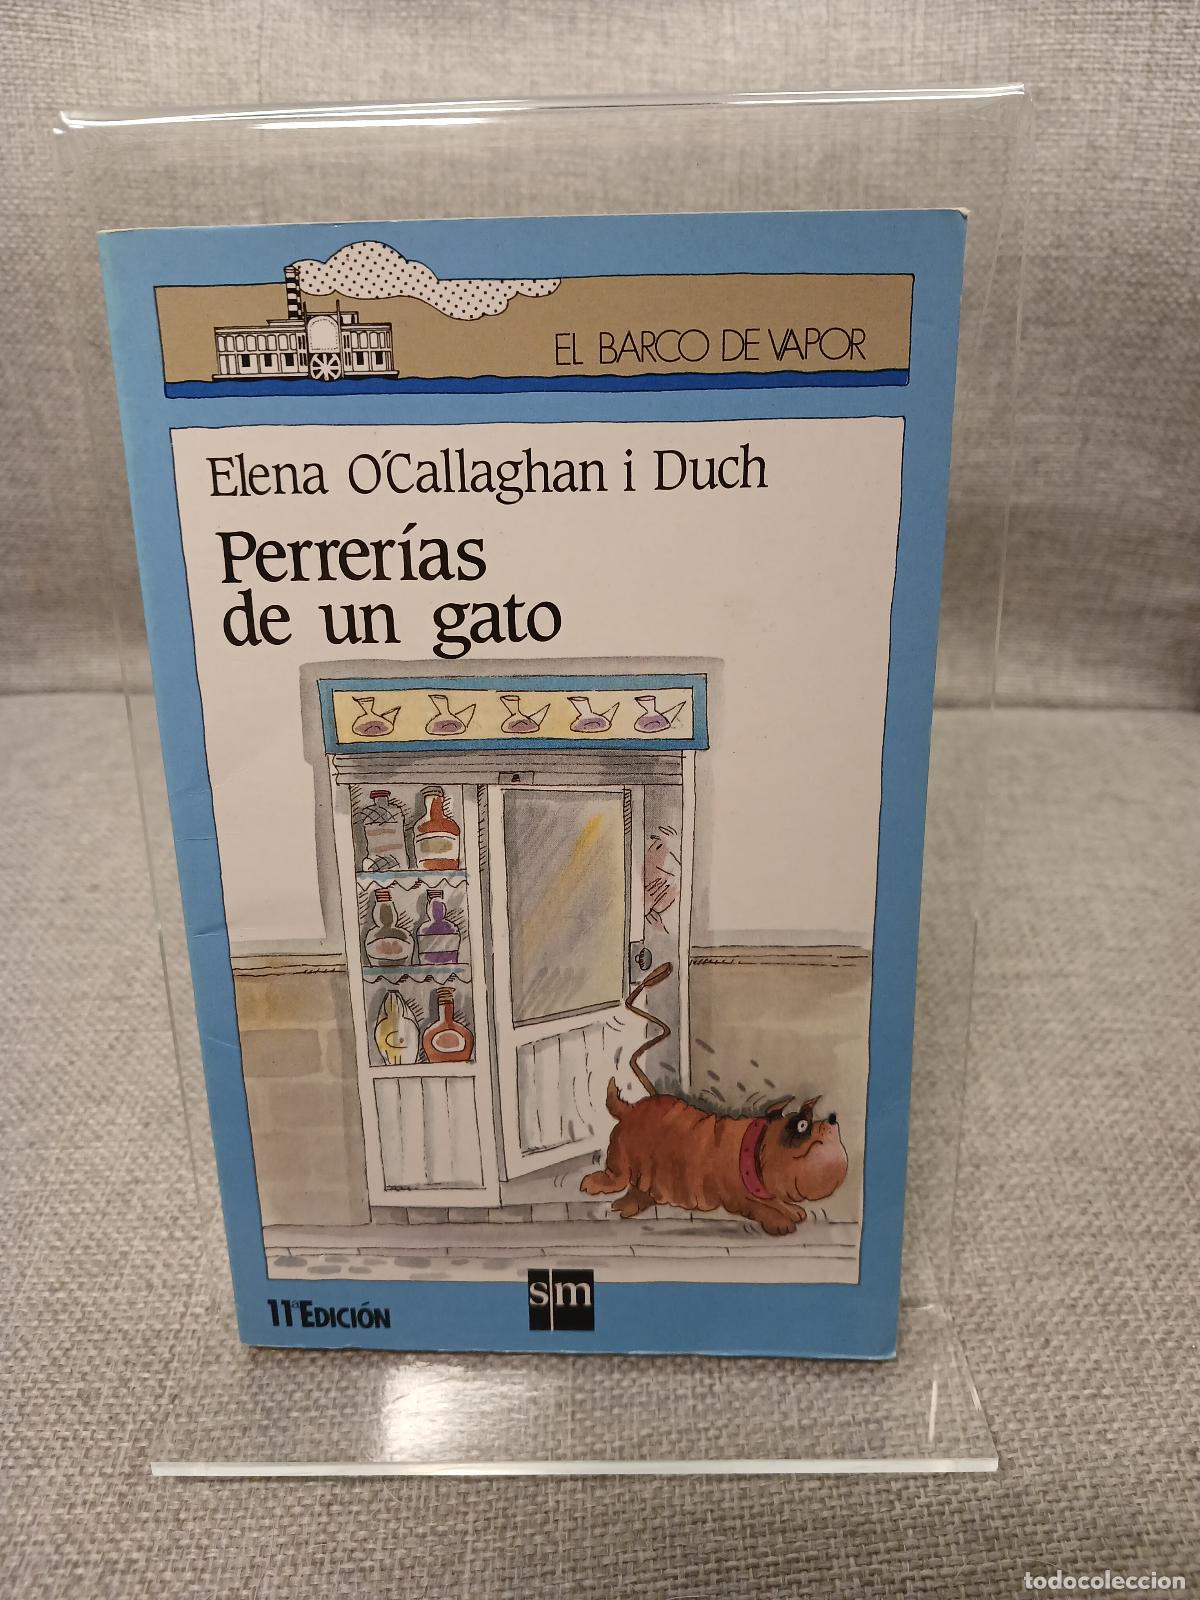 EL BARCO DE VAPOR
Elena O'Callaghan i Duch
Perrerías
de un gato
11ª EDICIÓN
sm
todocoleccion